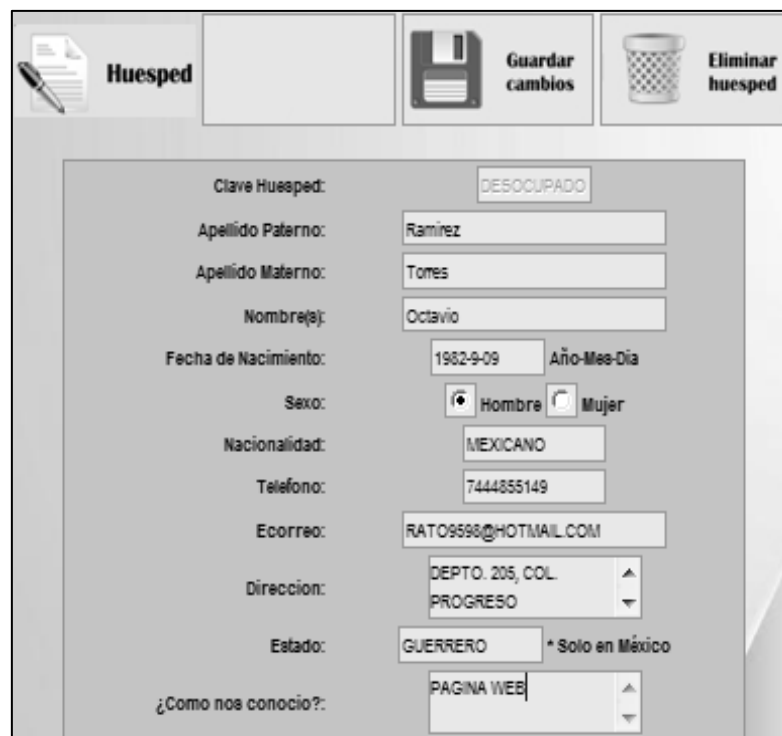 Huesped
Guardar cambios
Eliminar huesped
Clave Huesped: DESOCUPADO
Apellido Paterno: Ramirez
Apellido Materno: Torres
Nombre(s): Octavio
Fecha de Nacimiento: 1982-9-09 Año-Mes-Dia
Sexo: Hombre Mujer
Nacionalidad: MEXICANO
Telefono: 7444855149
Ecorreo: RATO9598@HOTMAIL.COM
Direccion: DEPTO. 205, COL.
PROGRESO
Estado: GUERRERO * Solo en México
¿Como nos conocio?: PAGINA WEB